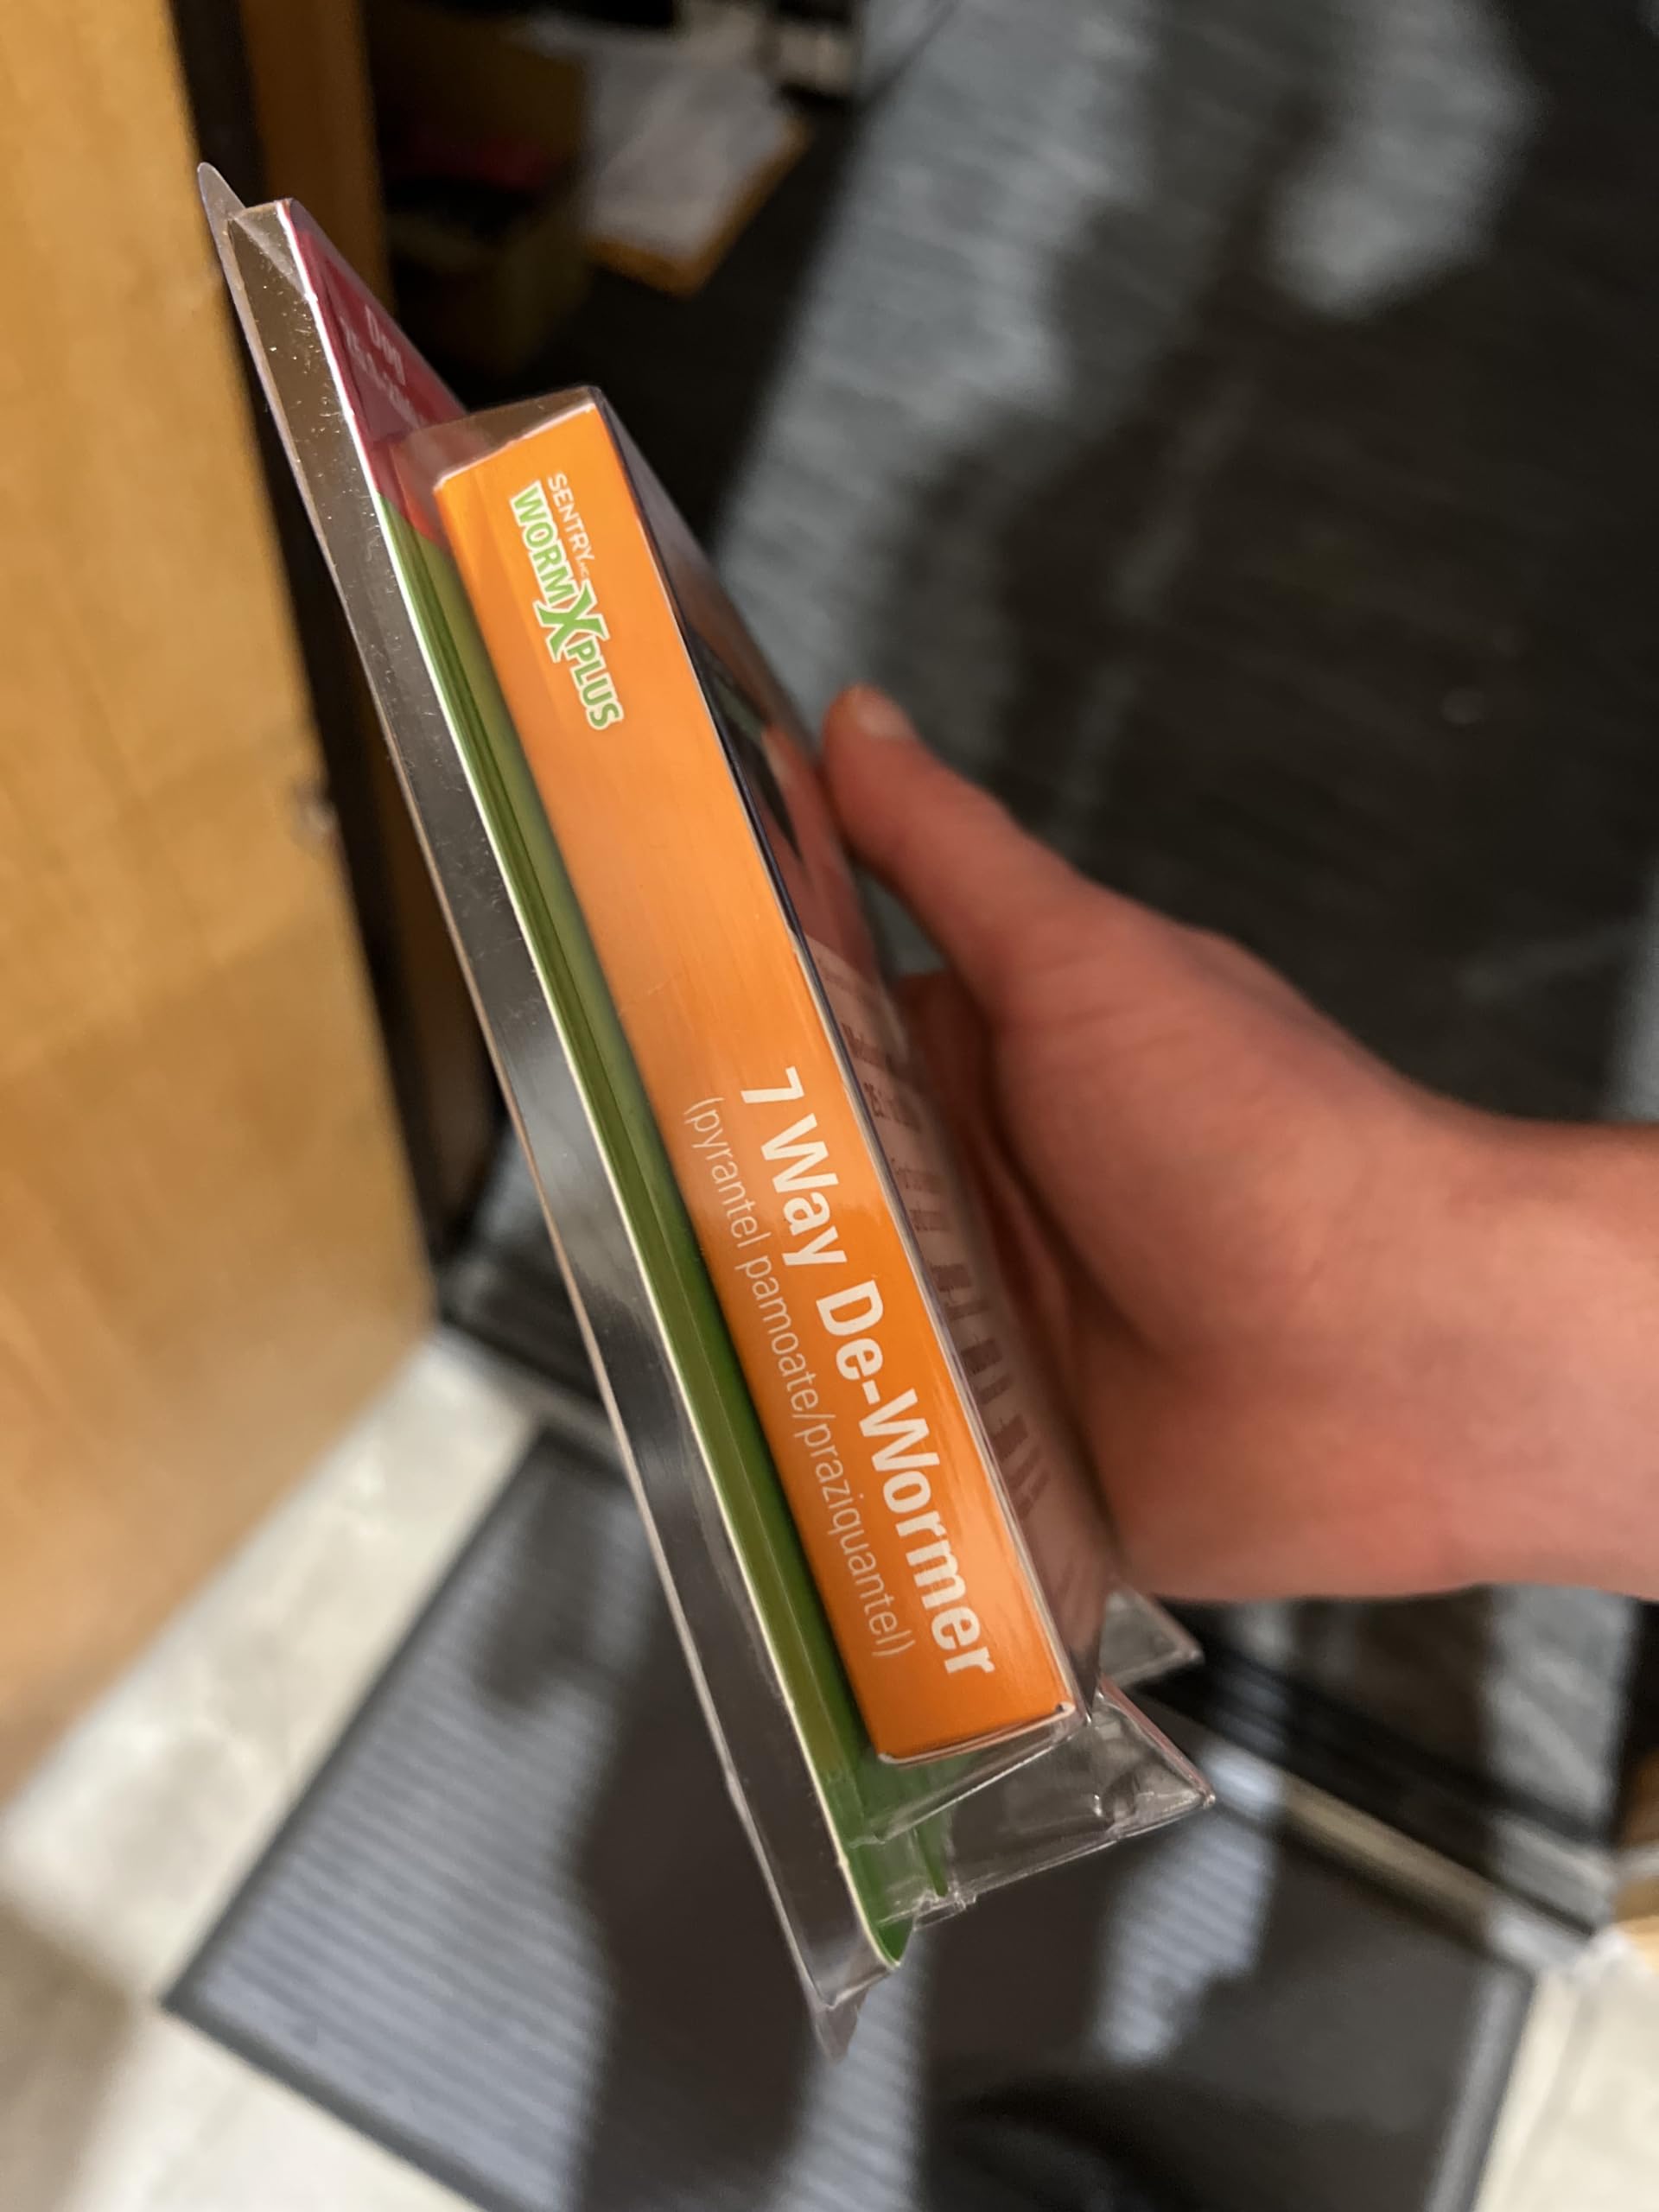 SENTRY
WORM X PLUS
7 Way De-Wormer
(pyrantel pamoate/praziquantel)